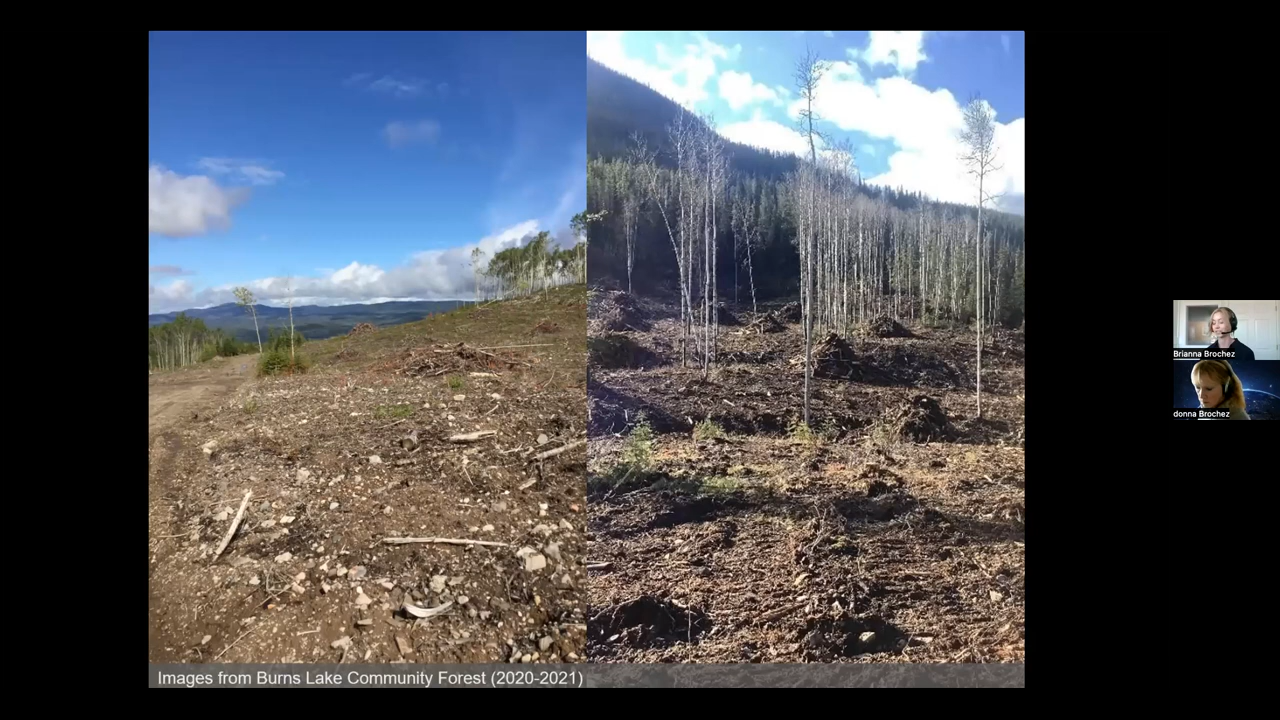 Images from Burns Lake Community Forest (2020-2021)
Brianna Brochez
donna Brochez